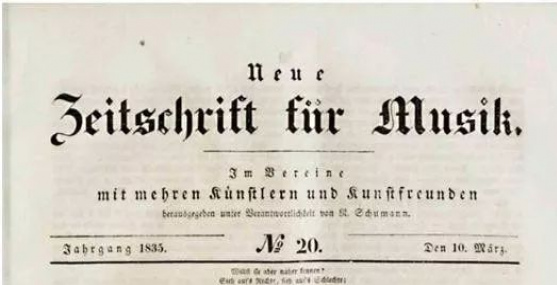 Neue
Zeitschrift für Musik.
Im Vereine
mit mehren Künstlern und Kunstfreunden
herausgegeben unter Verantwortlichkeit von R. Schumann.
Jahrgang 1835.
№ 20.
Den 10. März.